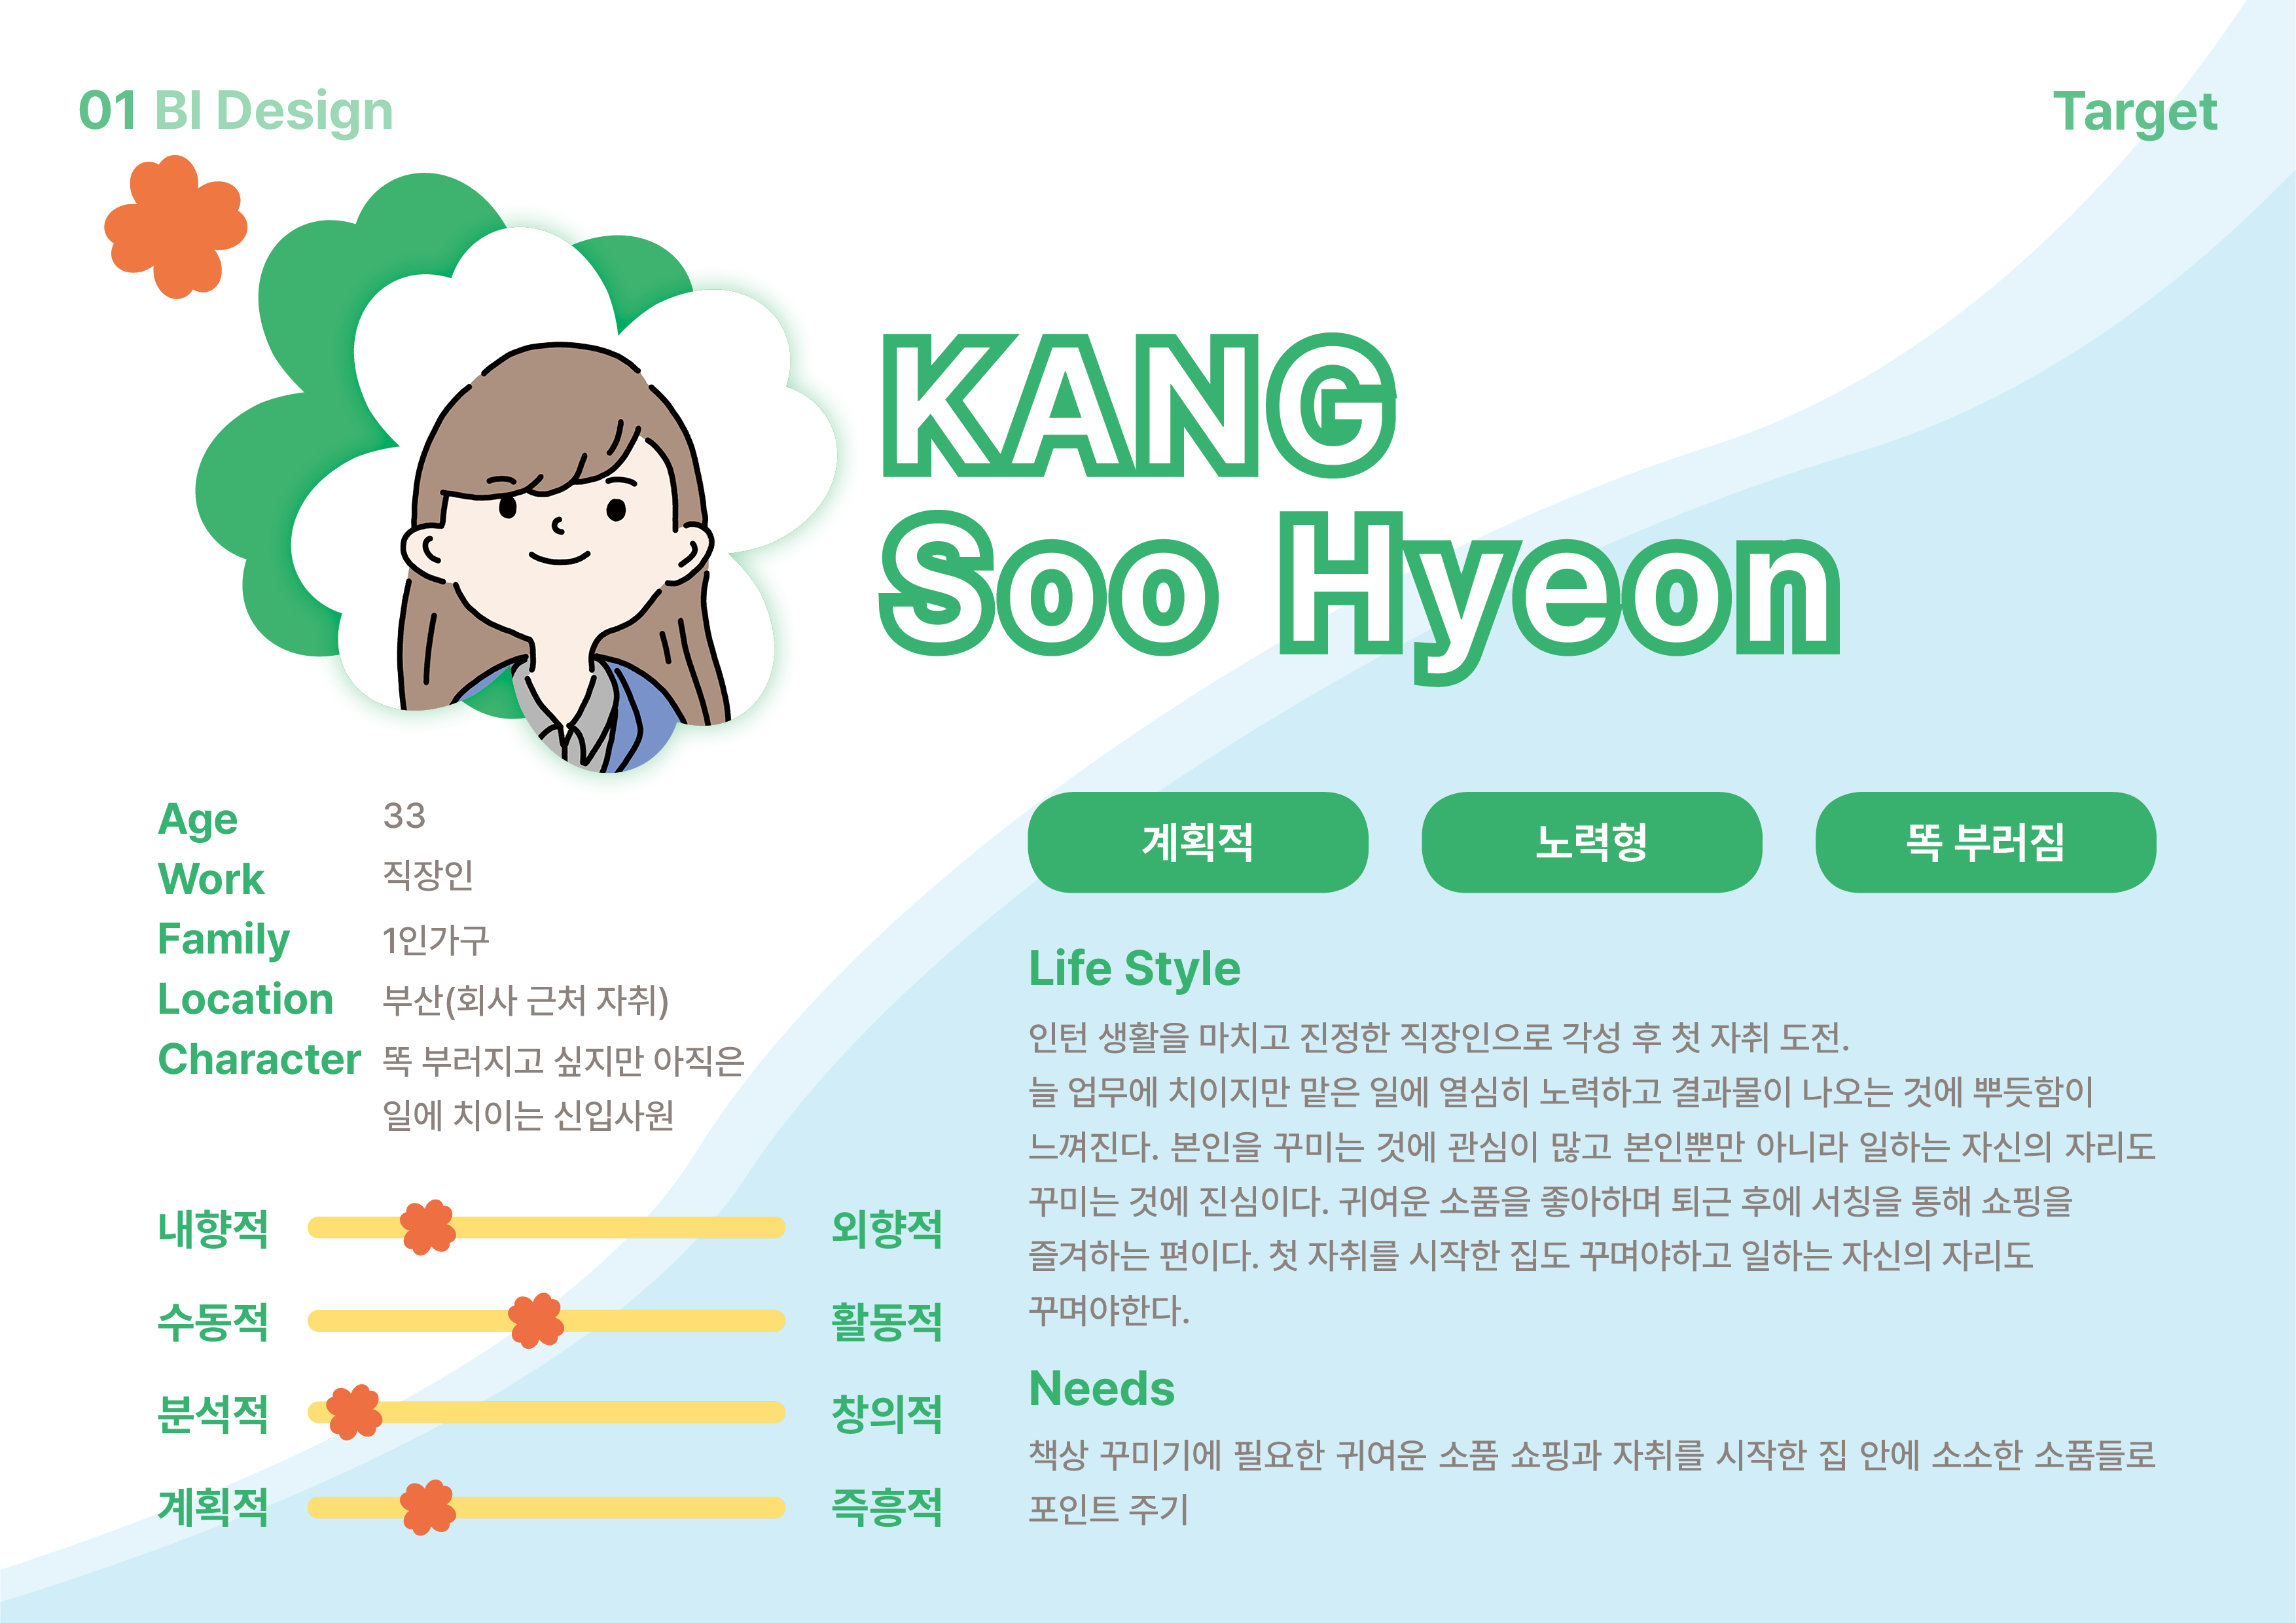 01 BI Design
Target
KANG
Soo Hyeon
Age 33
Work 직장인
Family 1인가구
Location 부산(회사 근처 자취)
Character 똑 부러지고 싶지만 아직은
일에 치이는 신입사원
내향적 외향적
수동적 활동적
분석적 창의적
계획적 즉흥적
계획적 노력형 똑 부러짐
Life Style
인턴 생활을 마치고 진정한 직장인으로 각성 후 첫 자취 도전.
늘 업무에 치이지만 맡은 일에 열심히 노력하고 결과물이 나오는 것에 뿌듯함이
느껴진다. 본인을 꾸미는 것에 관심이 많고 본인뿐만 아니라 일하는 자신의 자리도
꾸미는 것에 진심이다. 귀여운 소품을 좋아하며 퇴근 후에 서칭을 통해 쇼핑을
즐겨하는 편이다. 첫 자취를 시작한 집도 꾸며야하고 일하는 자신의 자리도
꾸며야한다.
Needs
책상 꾸미기에 필요한 귀여운 소품 쇼핑과 자취를 시작한 집 안에 소소한 소품들로
포인트 주기